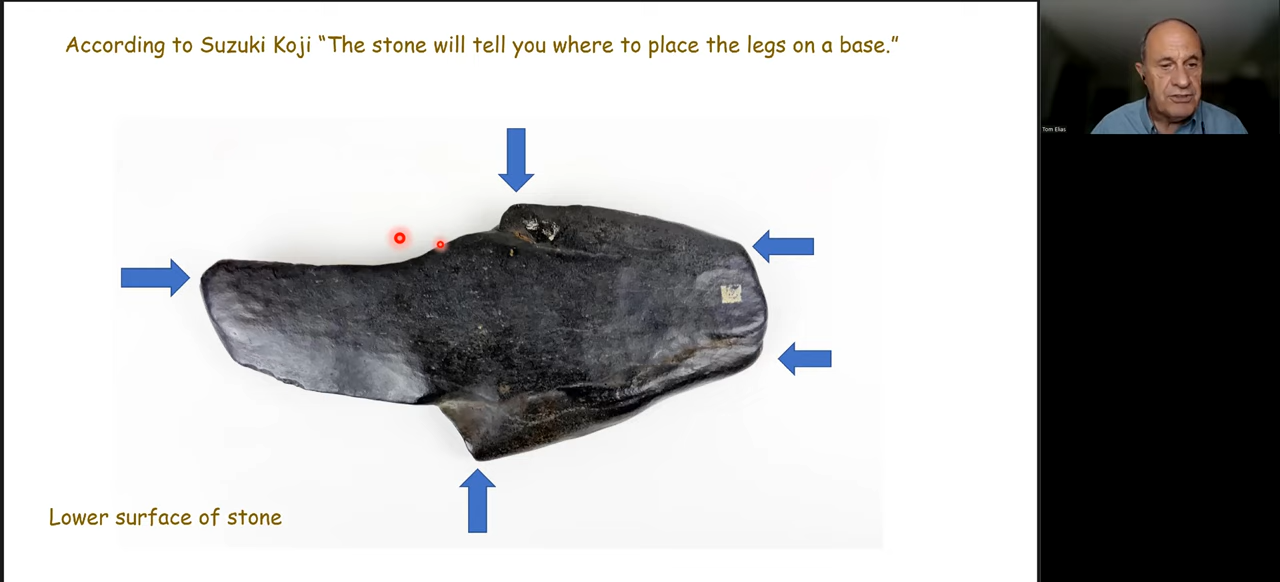 According to Suzuki Koji “The stone will tell you where to place the legs on a base.”
Tom Elias
Lower surface of stone